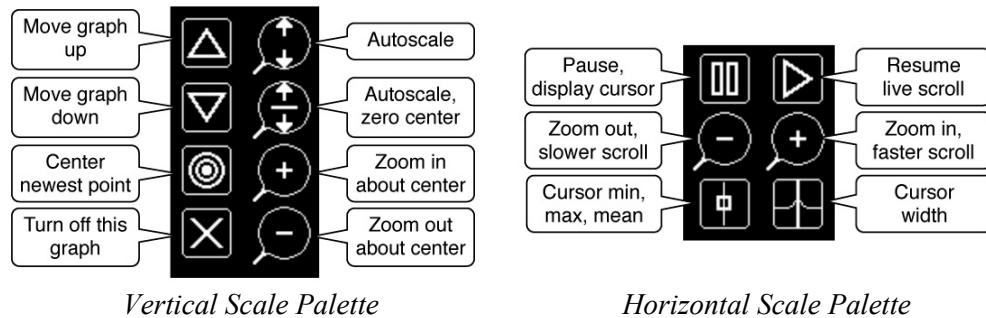 Move graph
up
Autoscale
Move graph
down
Autoscale,
zero center
Center
newest point
Zoom in
about center
Turn off this
graph
Zoom out
about center
Vertical Scale Palette
Pause,
display cursor
Resume
live scroll
Zoom out,
slower scroll
Zoom in,
faster scroll
Cursor min,
max, mean
Cursor
width
Horizontal Scale Palette